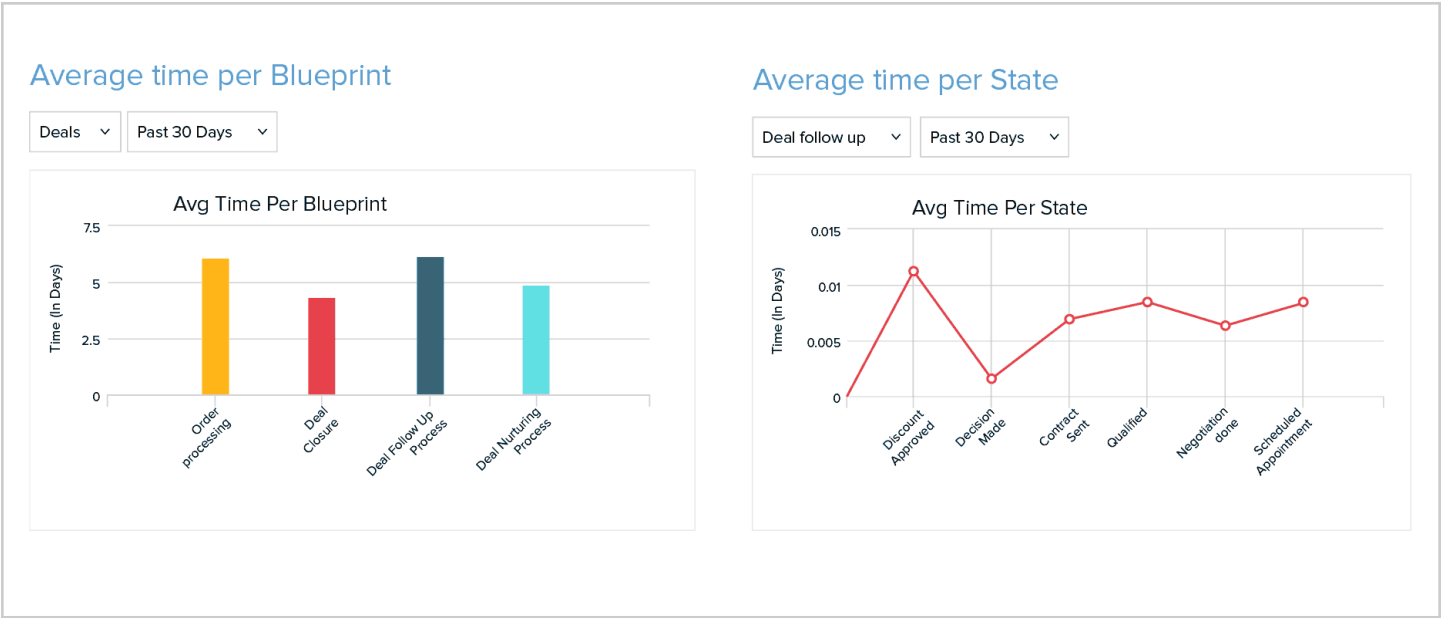 Average time per Blueprint
Deals
Past 30 Days
Avg Time Per Blueprint
7.5
5
2.5
0
Time (In Days)
Order
processing
Deal
Closure
Deal Follow Up
Process
Deal Nurturing
Process
Average time per State
Deal follow up
Past 30 Days
Avg Time Per State
0.015
0.01
0.005
0
Time (In Days)
Discount
Approved
Decision
Made
Contract
Sent
Qualified
Negotiation
done
Scheduled
Appointment